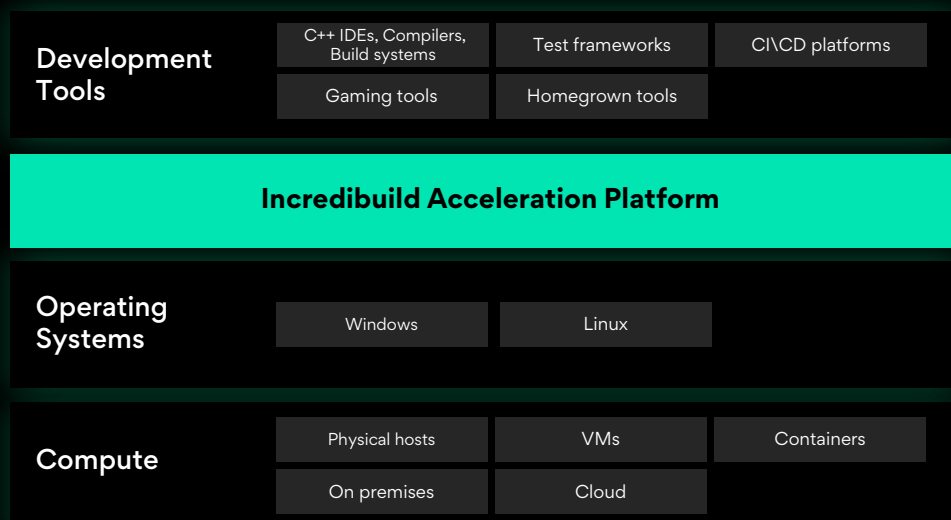 Development
Tools
C++ IDEs, Compilers,
Build systems
Test frameworks
CI\CD platforms
Gaming tools
Homegrown tools
Incredibuild Acceleration Platform
Operating
Systems
Windows
Linux
Compute
Physical hosts
VMs
Containers
On premises
Cloud